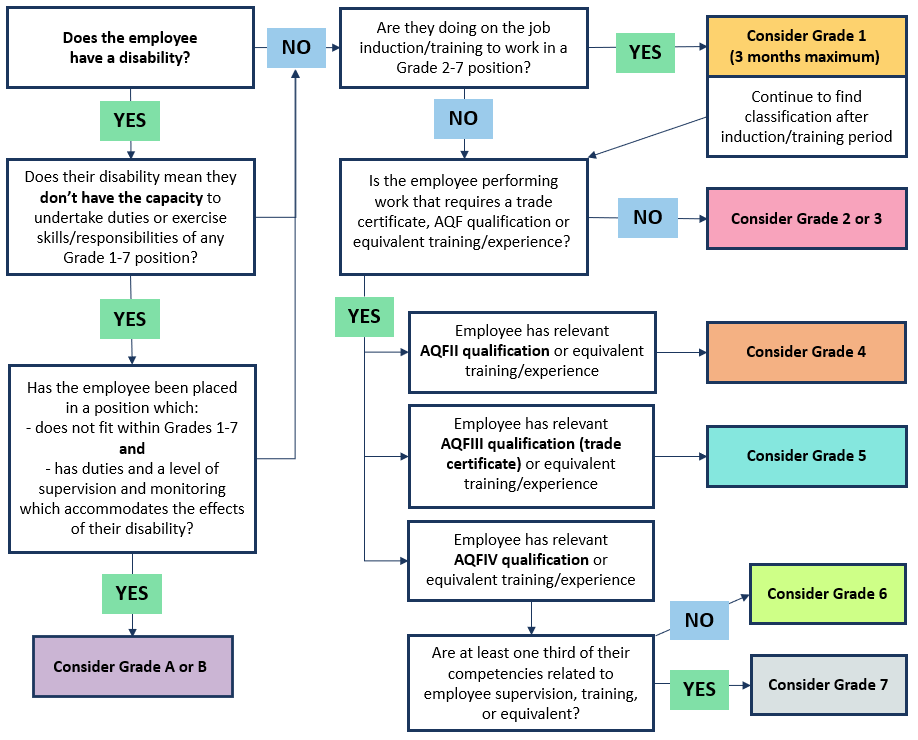 Does the employee
have a disability?
NO
Are they doing on the job
induction/training to work in a
Grade 2-7 position?
YES
Consider Grade 1
(3 months maximum)
Continue to find
classification after
induction/training period
YES
NO
Does their disability mean they
don't have the capacity to
undertake duties or exercise
skills/responsibilities of any
Grade 1-7 position?
Is the employee performing
work that requires a trade
certificate, AQF qualification or
equivalent training/experience?
NO
Consider Grade 2 or 3
YES
YES
Has the employee been placed
in a position which:
- does not fit within Grades 1-7
and
- has duties and a level of
supervision and monitoring
which accommodates the effects
of their disability?
Employee has relevant
AQFII qualification or equivalent
training/experience
Consider Grade 4
Employee has relevant
AQFIII qualification (trade
certificate) or equivalent
training/experience
Consider Grade 5
Employee has relevant
AQFIV qualification or
equivalent training/experience
YES
Consider Grade A or B
NO
Consider Grade 6
Are at least one third of their
competencies related to
employee supervision, training,
or equivalent?
YES
Consider Grade 7